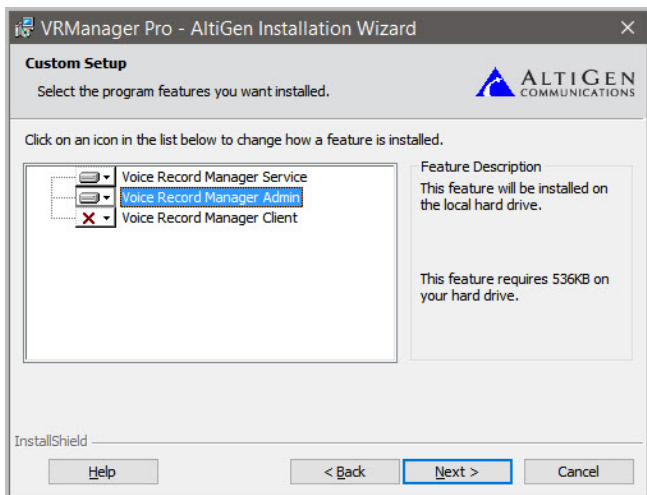 VRManager Pro - AltiGen Installation Wizard
Custom Setup
Select the program features you want installed.
ALTIGEN
COMMUNICATIONS
Click on an icon in the list below to change how a feature is installed.
Voice Record Manager Service
Voice Record Manager Admin
Voice Record Manager Client
Feature Description
This feature will be installed on
the local hard drive.
This feature requires 536KB on
your hard drive.
InstallShield
Help
< Back
Next >
Cancel